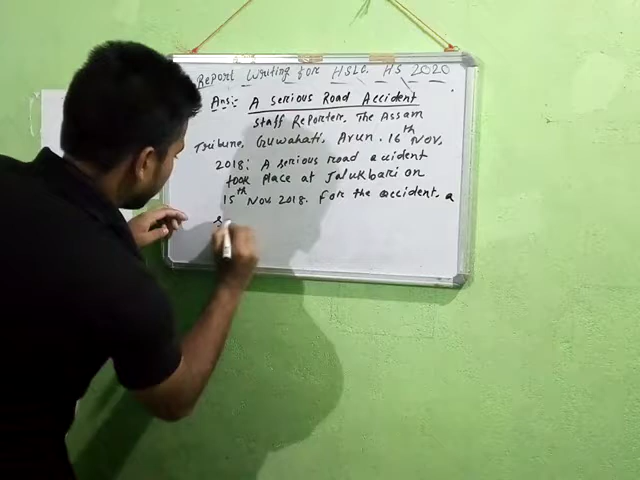 Report Writing for HSLC. HS 2020
Ans:- A serious Road Accident
Staff Reporter, The Assam
Tribune, Guwahati, Arun. 16th Nov,
2018: A serious road accident
took place at Jalukbari on
15th Nov 2018. For the accident, a
s